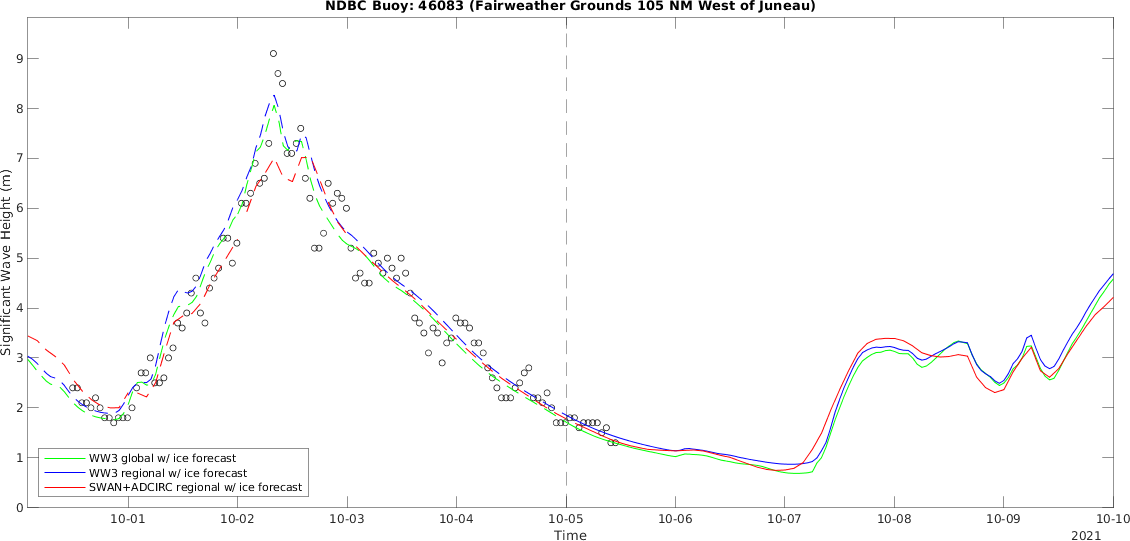 NDBC Buoy: 46083 (Fairweather Grounds 105 NM West of Juneau)
Significant Wave Height (m)
9
8
7
6
5
4
3
2
1
0
WW3 global w/ ice forecast
WW3 regional w/ ice forecast
SWAN+ADCIRC regional w/ ice forecast
10-01 10-02 10-03 10-04 10-05 10-06 10-07 10-08 10-09 10-10
Time
2021